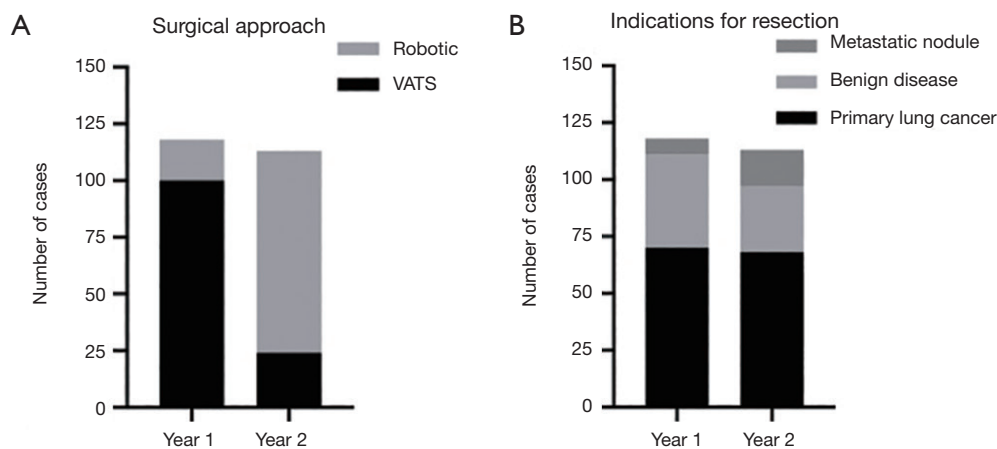 A
Surgical approach
Robotic
VATS
Number of cases
150
125
100
75
50
25
0
Year 1
Year 2
B
Indications for resection
Metastatic nodule
Benign disease
Primary lung cancer
Number of cases
150
125
100
75
50
25
0
Year 1
Year 2